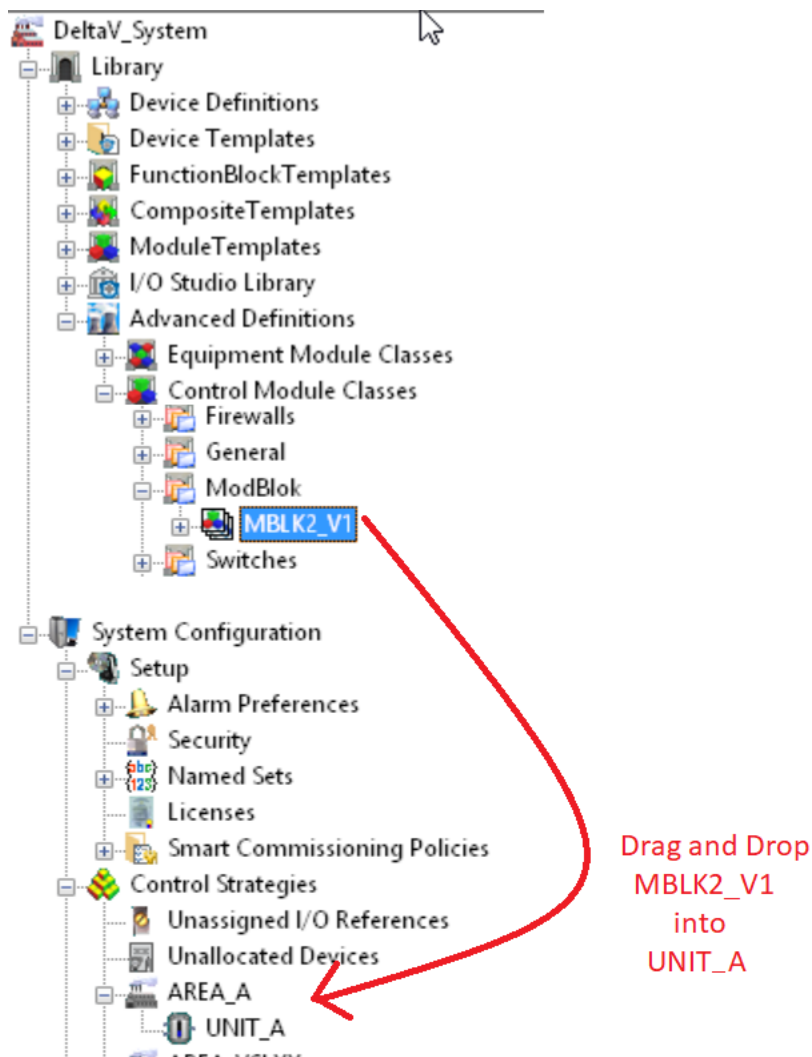 DeltaV_System
Library
Device Definitions
Device Templates
FunctionBlockTemplates
CompositeTemplates
ModuleTemplates
I/O Studio Library
Advanced Definitions
Equipment Module Classes
Control Module Classes
Firewalls
General
ModBlok
MBLK2_V1
Switches
System Configuration
Setup
Alarm Preferences
Security
Named Sets
Licenses
Smart Commissioning Policies
Control Strategies
Unassigned I/O References
Unallocated Devices
AREA_A
UNIT_A
Drag and Drop
MBLK2_V1
into
UNIT_A